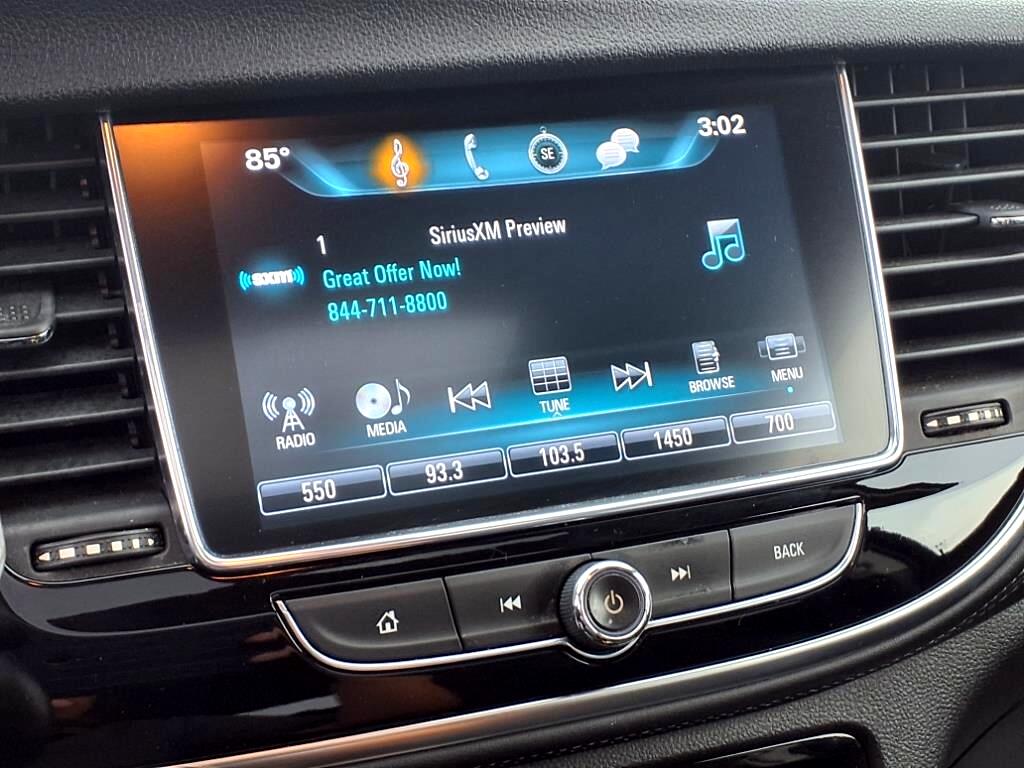 85°
SE
3:02
1
SiriusXM Preview
((sxm))
Great Offer Now!
844-711-8800
RADIO
MEDIA
TUNE
BROWSE
MENU
550
93.3
103.5
1450
700
BACK